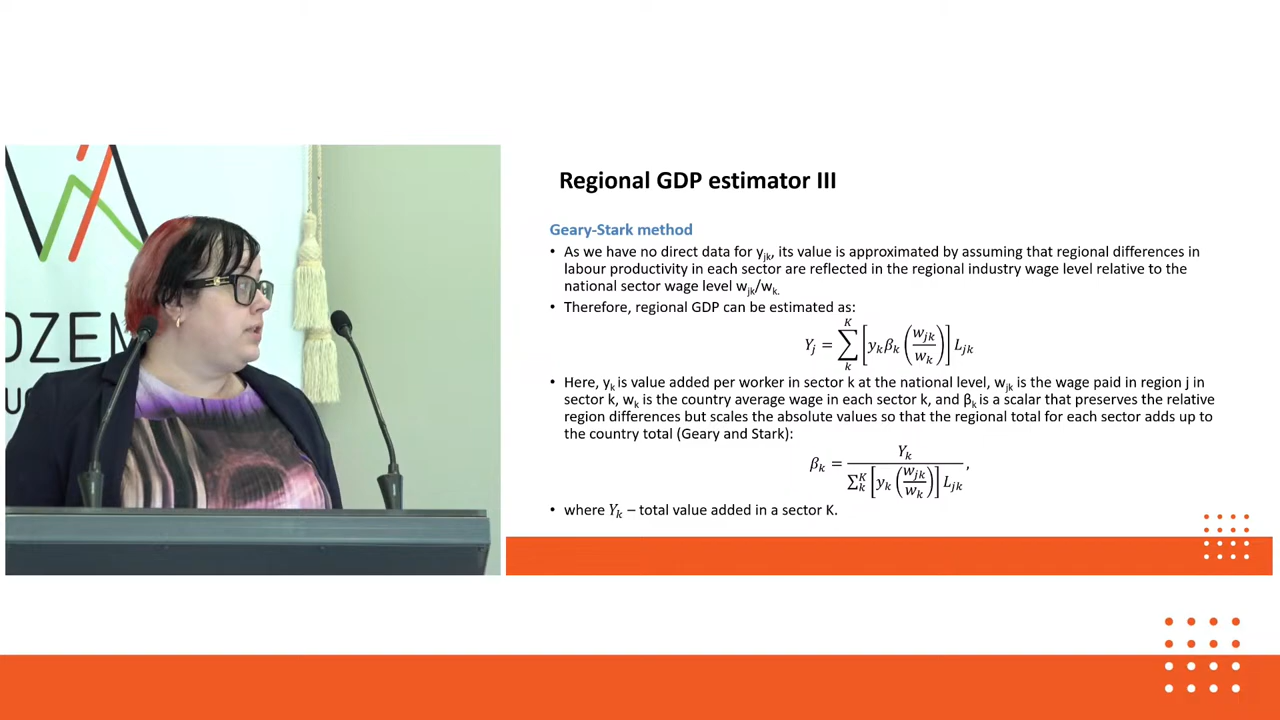 OZEM
UG
Regional GDP estimator III
Geary-Stark method
• As we have no direct data for y_jk, its value is approximated by assuming that regional differences in
labour productivity in each sector are reflected in the regional industry wage level relative to the
national sector wage level w_jk/w_k.
• Therefore, regional GDP can be estimated as:
Y_j = ∑_k^K [y_k β_k (w_jk/w_k)] L_jk
• Here, y_k is value added per worker in sector k at the national level, w_jk is the wage paid in region j in
sector k, w_k is the country average wage in each sector k, and β_k is a scalar that preserves the relative
region differences but scales the absolute values so that the regional total for each sector adds up to
the country total (Geary and Stark):
β_k = Y_k / ∑_k^K [y_k (w_jk/w_k)] L_jk,
• where Y_k – total value added in a sector K.